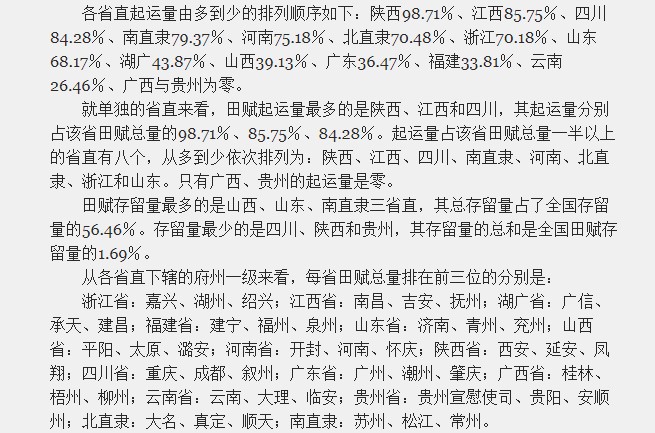 各省直起运量由多到少的排列顺序如下：陕西98.71%、江西85.75%、四川
84.28%、南直隶79.37%、河南75.18%、北直隶70.48%、浙江70.18%、山东
68.17%、湖广43.87%、山西39.13%、广东36.47%、福建33.81%、云南
26.46%、广西与贵州为零。
就单独的省直来看，田赋起运量最多的是陕西、江西和四川，其起运量分别
占该省田赋总量的98.71%、85.75%、84.28%。起运量占该省田赋总量一半以上
的省直有八个，从多到少依次排列为：陕西、江西、四川、南直隶、河南、北直
隶、浙江和山东。只有广西、贵州的起运量是零。
田赋存留量最多的是山西、山东、南直隶三省直，其总存留量占了全国存留
量的56.46%。存留量最少的是四川、陕西和贵州，其存留量的总和是全国田赋存
留量的1.69%。
从各省直下辖的府州一级来看，每省田赋总量排在前三位的分别是：
浙江省：嘉兴、湖州、绍兴；江西省：南昌、吉安、抚州；湖广省：广信、
承天、建昌；福建省：建宁、福州、泉州；山东省：济南、青州、兖州；山西
省：平阳、太原、潞安；河南省：开封、河南、怀庆；陕西省：西安、延安、凤
翔；四川省：重庆、成都、叙州；广东省：广州、潮州、肇庆；广西省：桂林、
梧州、柳州；云南省：云南、大理、临安；贵州省：贵州宣慰使司、贵阳、安顺
州；北直隶：大名、真定、顺天；南直隶：苏州、松江、常州。